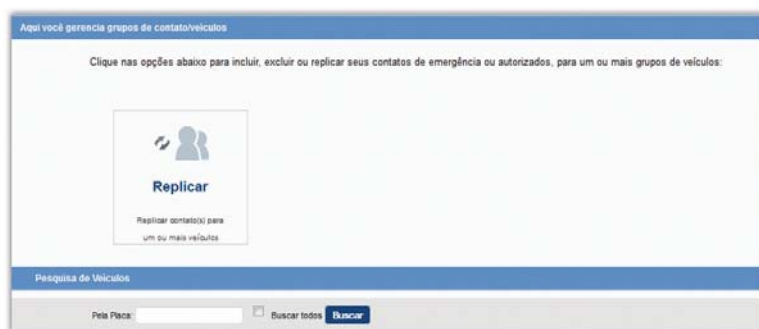 Aqui você gerencia grupos de contato/veículos
Clique nas opções abaixo para incluir, excluir ou replicar seus contatos de emergência ou autorizados, para um ou mais grupos de veículos:
Replicar
Replicar contato(s) para
um ou mais veículos
Pesquisa de Veículos
Pela Placa:
Buscar todos
Buscar